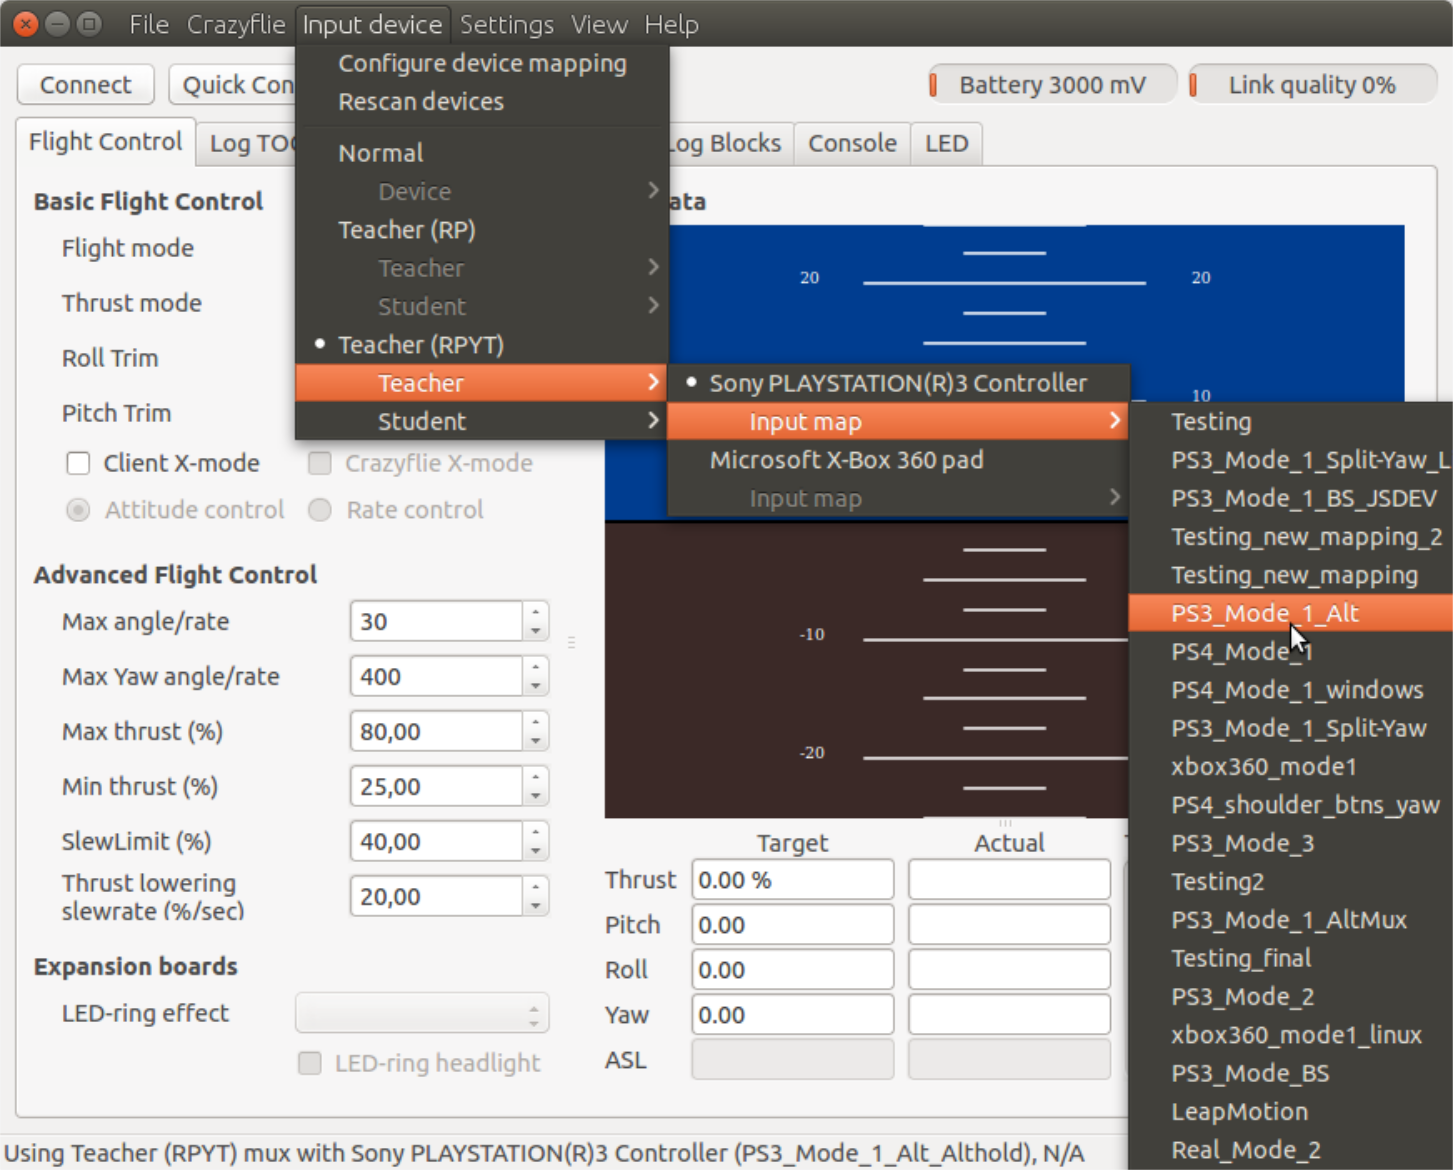 File Crazyflie Input device Settings View Help
Configure device mapping
Rescan devices
Normal
Device
Teacher (RP)
Teacher
Student
Teacher (RPYT)
Teacher
Student
Sony PLAYSTATION(R)3 Controller
Input map
Microsoft X-Box 360 pad
Input map
Testing
PS3_Mode_1_Split-Yaw_L
PS3_Mode_1_BS_JSDEV
Testing_new_mapping_2
Testing_new_mapping
PS3_Mode_1_Alt
PS4_Mode_1
PS4_Mode_1_windows
PS3_Mode_1_Split-Yaw
xbox360_mode1
PS4_shoulder_btns_yaw
PS3_Mode_3
Testing2
PS3_Mode_1_AltMux
Testing_final
PS3_Mode_2
xbox360_mode1_linux
PS3_Mode_BS
LeapMotion
Real_Mode_2
Connect Quick Con Battery 3000 mV Link quality 0%
Flight Control Log TO Log Blocks Console LED
Basic Flight Control
Flight mode
Thrust mode
Roll Trim
Pitch Trim
Client X-mode Crazyflie X-mode
Attitude control Rate control
Advanced Flight Control
Max angle/rate 30
Max Yaw angle/rate 400
Max thrust (%) 80,00
Min thrust (%) 25,00
SlewLimit (%) 40,00
Thrust lowering
slewrate (%/sec) 20,00
Expansion boards
LED-ring effect
LED-ring headlight
ata
20 20
10
-10
-20
Target Actual
Thrust 0.00 %
Pitch 0.00
Roll 0.00
Yaw 0.00
ASL
Using Teacher (RPYT) mux with Sony PLAYSTATION(R)3 Controller (PS3_Mode_1_Alt_Althold), N/A